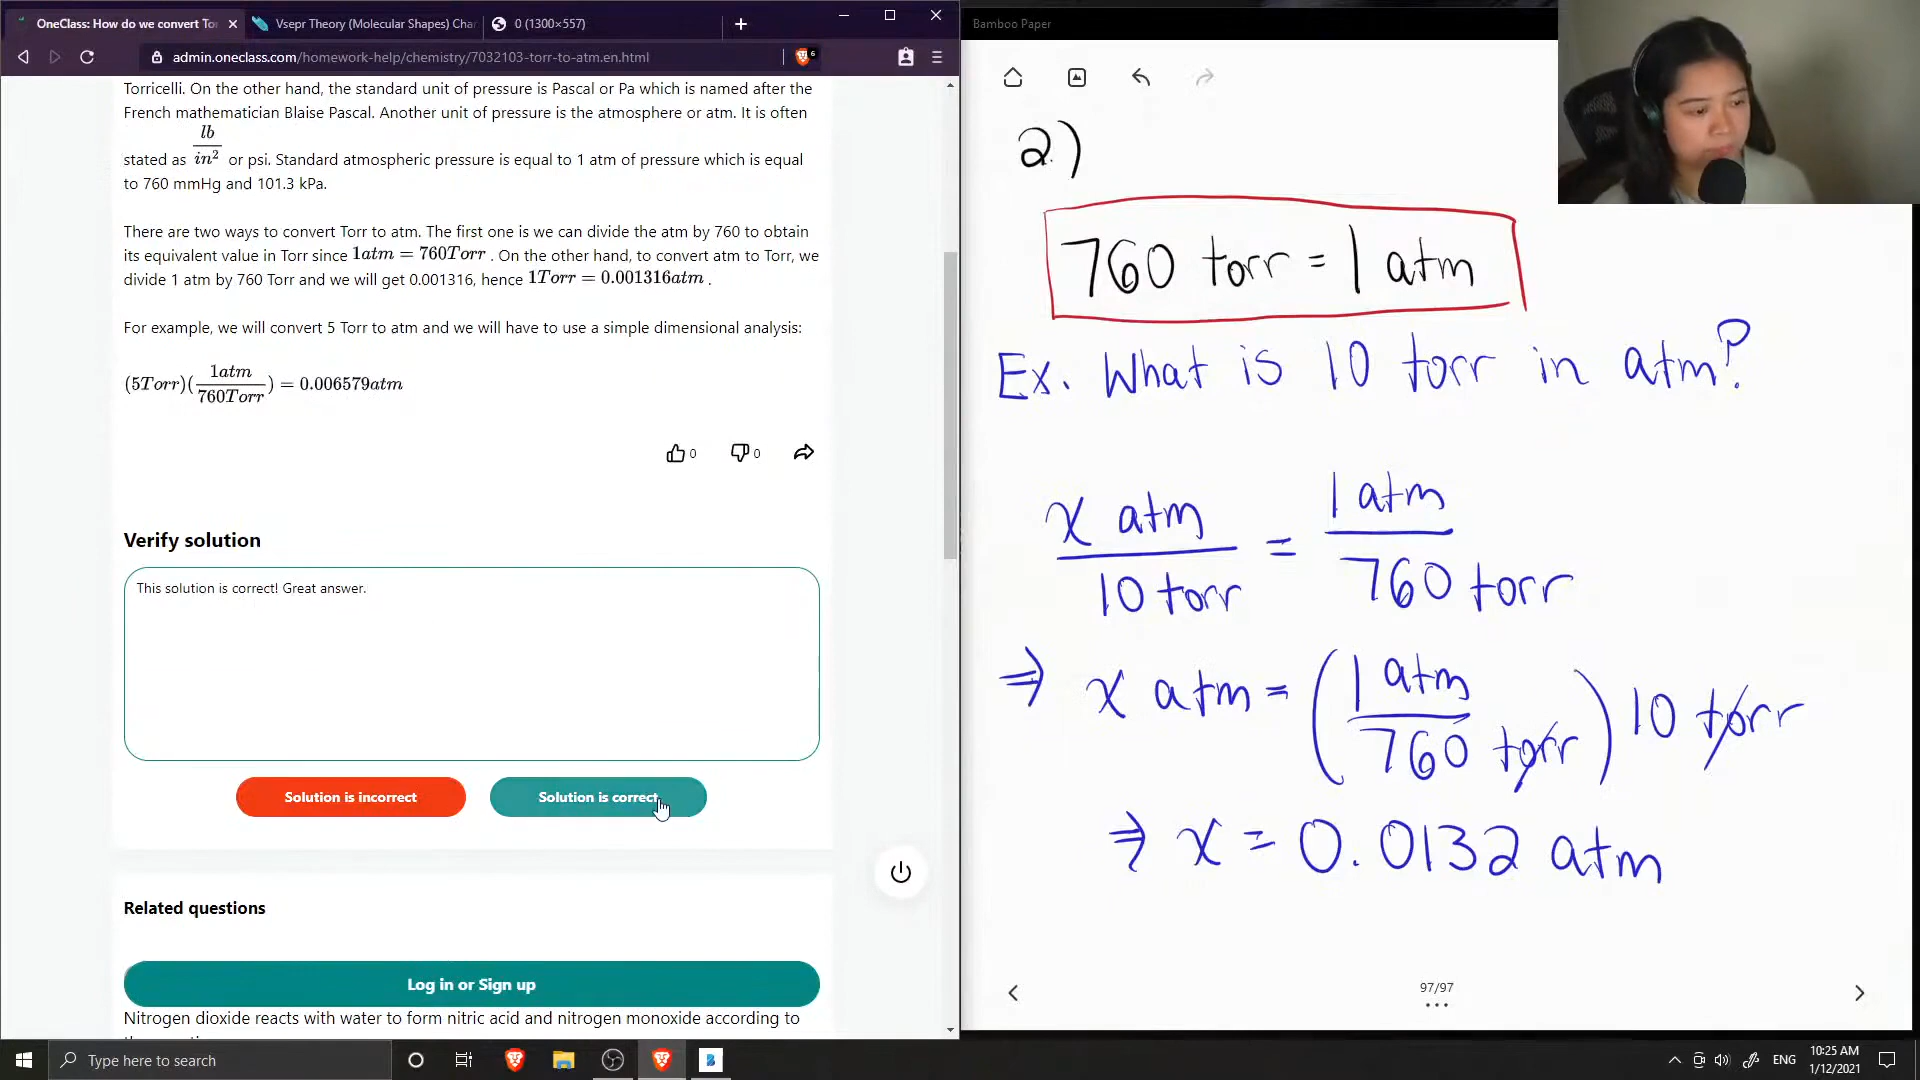 OneClass: How do we convert Tor
Vsepr Theory (Molecular Shapes) Cha
0 (1300×557)
admin.oneclass.com/homework-help/chemistry/7032103-torr-to-atm.en.html
6
Torricelli. On the other hand, the standard unit of pressure is Pascal or Pa which is named after the
French mathematician Blaise Pascal. Another unit of pressure is the atmosphere or atm. It is often
stated as lb/in² or psi. Standard atmospheric pressure is equal to 1 atm of pressure which is equal
to 760 mmHg and 101.3 kPa.
There are two ways to convert Torr to atm. The first one is we can divide the atm by 760 to obtain
its equivalent value in Torr since 1atm = 760Torr. On the other hand, to convert atm to Torr, we
divide 1 atm by 760 Torr and we will get 0.001316, hence 1Torr = 0.001316atm.
For example, we will convert 5 Torr to atm and we will have to use a simple dimensional analysis:
(5Torr)(1atm/760Torr) = 0.006579atm
0
0
Verify solution
This solution is correct! Great answer.
Solution is incorrect
Solution is correct
Related questions
Log in or Sign up
Nitrogen dioxide reacts with water to form nitric acid and nitrogen monoxide according to
Bamboo Paper
2)
760 torr = 1 atm
Ex. What is 10 torr in atm?
x atm/10 torr = 1 atm/760 torr
⇒ x atm = (1 atm/760 torr) 10 torr
⇒ x = 0.0132 atm
97/97
Type here to search
ENG
10:25 AM
1/12/2021